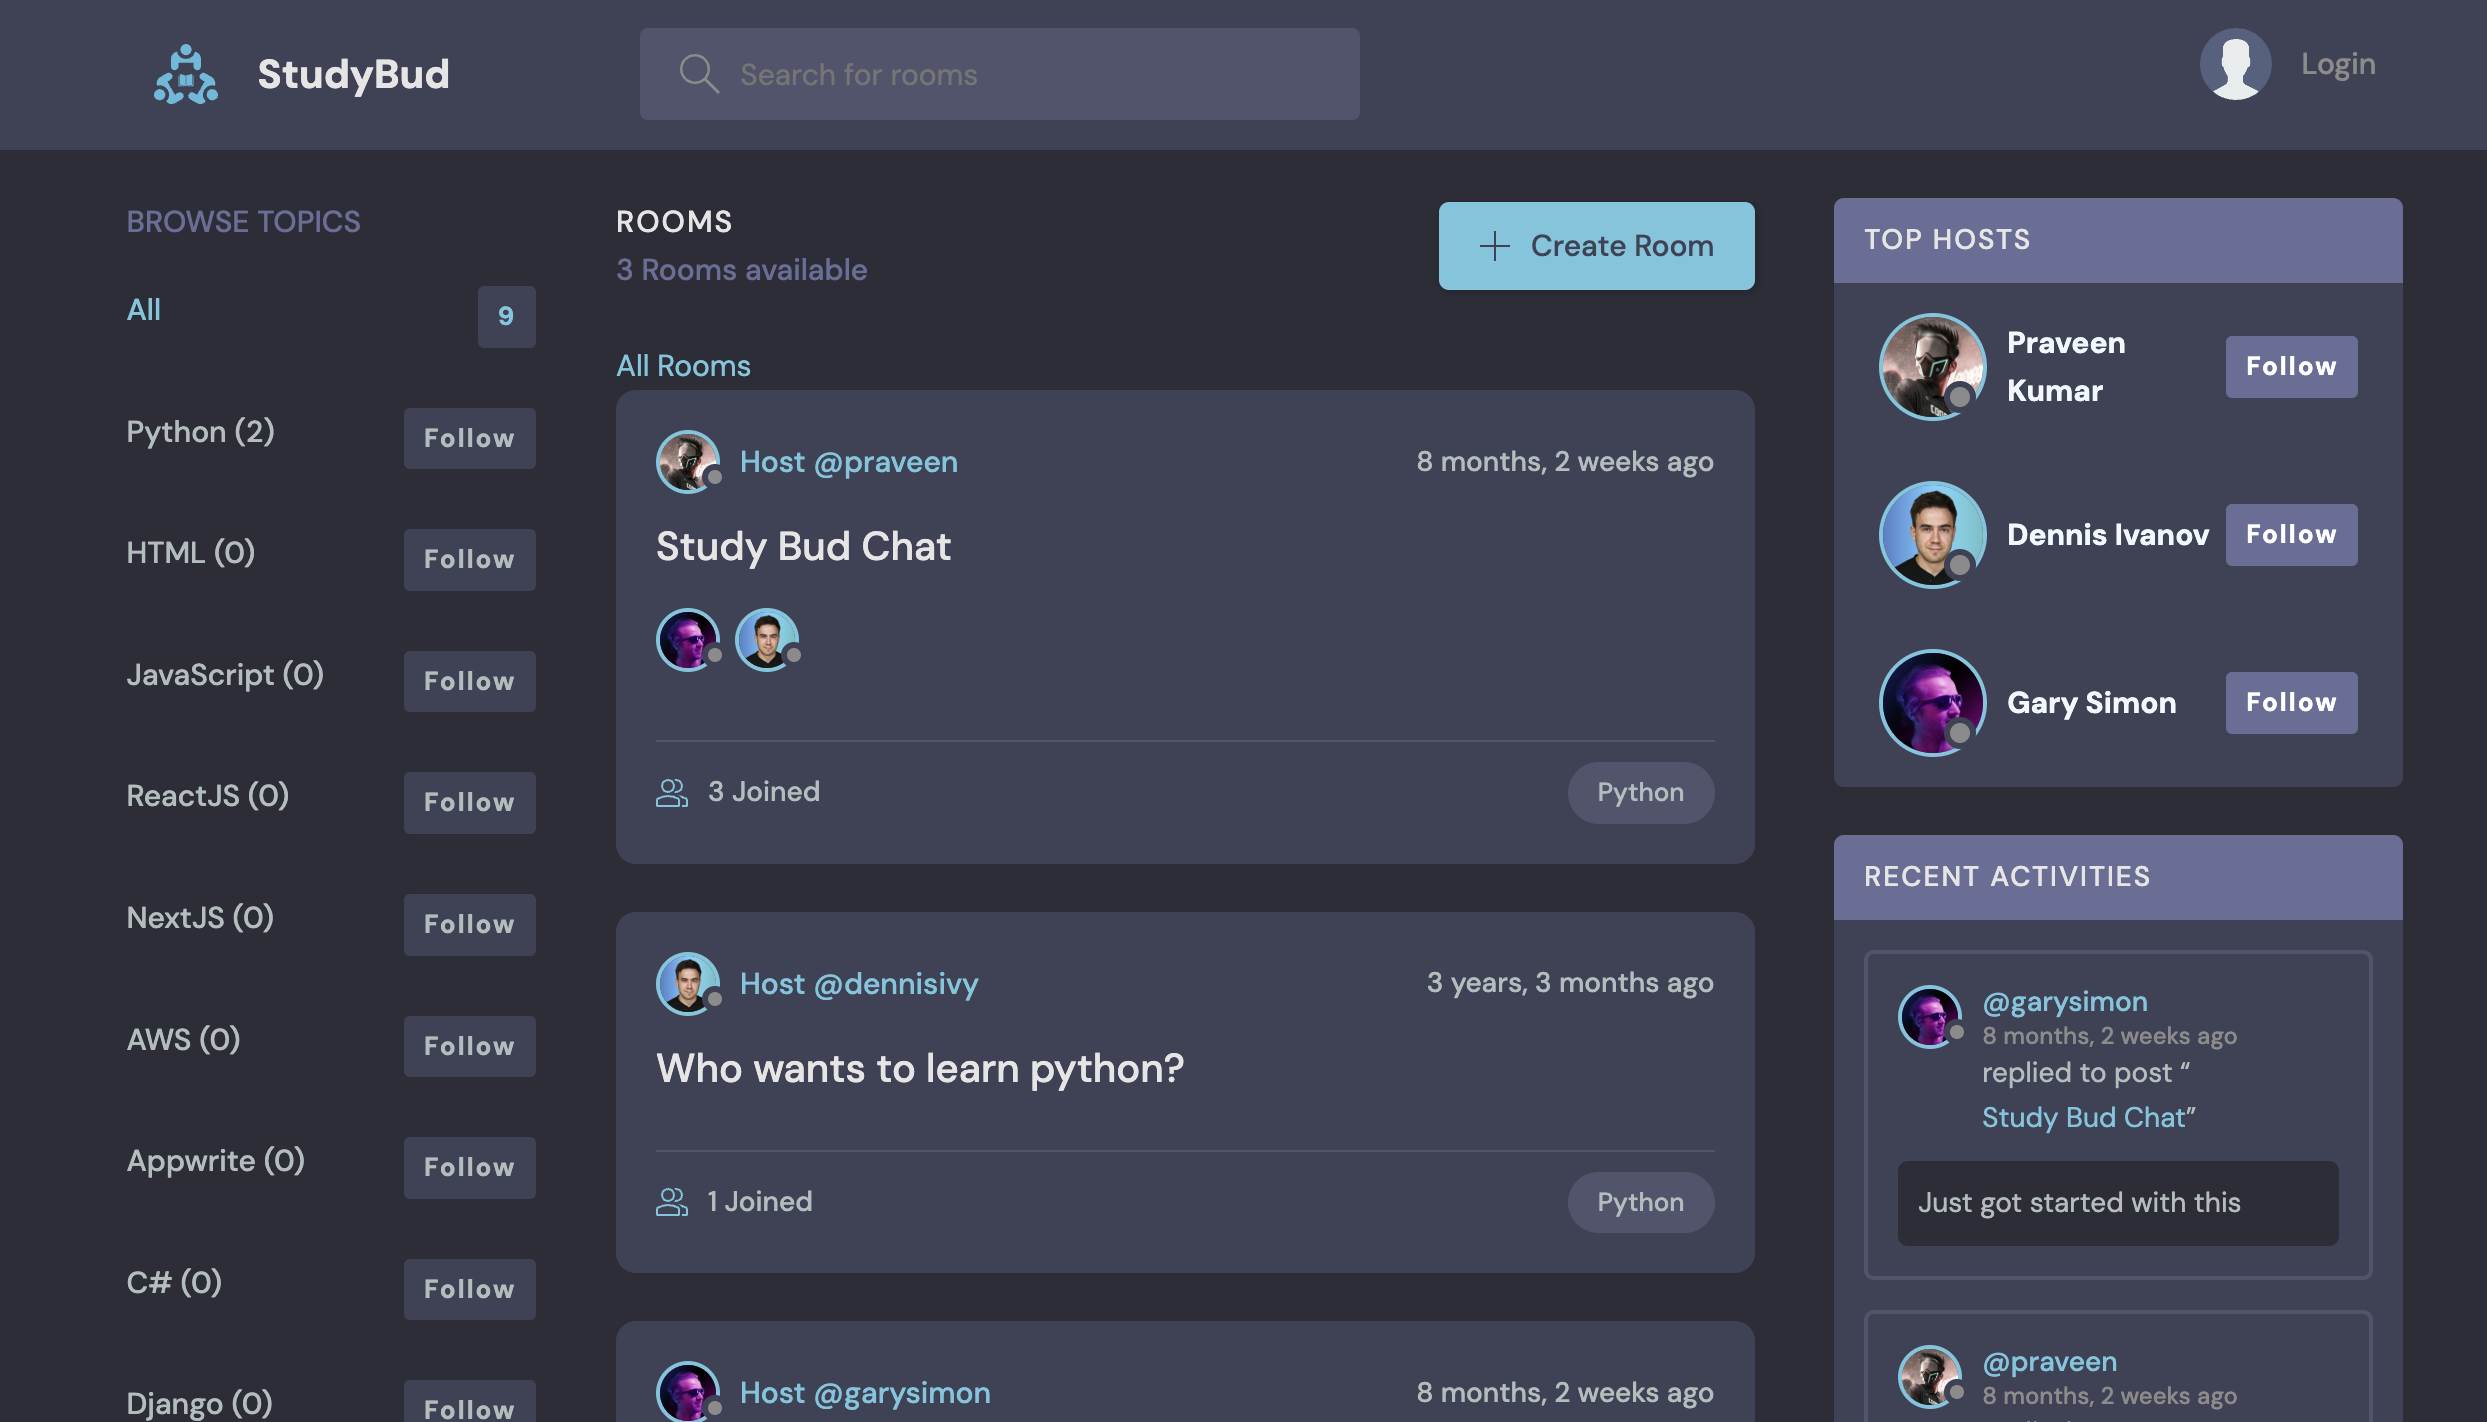 StudyBud
Search for rooms
Login
BROWSE TOPICS
All 9
Python (2) Follow
HTML (0) Follow
JavaScript (0) Follow
ReactJS (0) Follow
NextJS (0) Follow
AWS (0) Follow
Appwrite (0) Follow
C# (0) Follow
Django (0) Follow
ROOMS
3 Rooms available
Create Room
All Rooms
Host @praveen 8 months, 2 weeks ago
Study Bud Chat
3 Joined Python
Host @dennisivy 3 years, 3 months ago
Who wants to learn python?
1 Joined Python
Host @garysimon 8 months, 2 weeks ago
TOP HOSTS
Praveen
Kumar
Follow
Dennis Ivanov Follow
Gary Simon Follow
RECENT ACTIVITIES
@garysimon
8 months, 2 weeks ago
replied to post “
Study Bud Chat”
Just got started with this
@praveen
8 months, 2 weeks ago